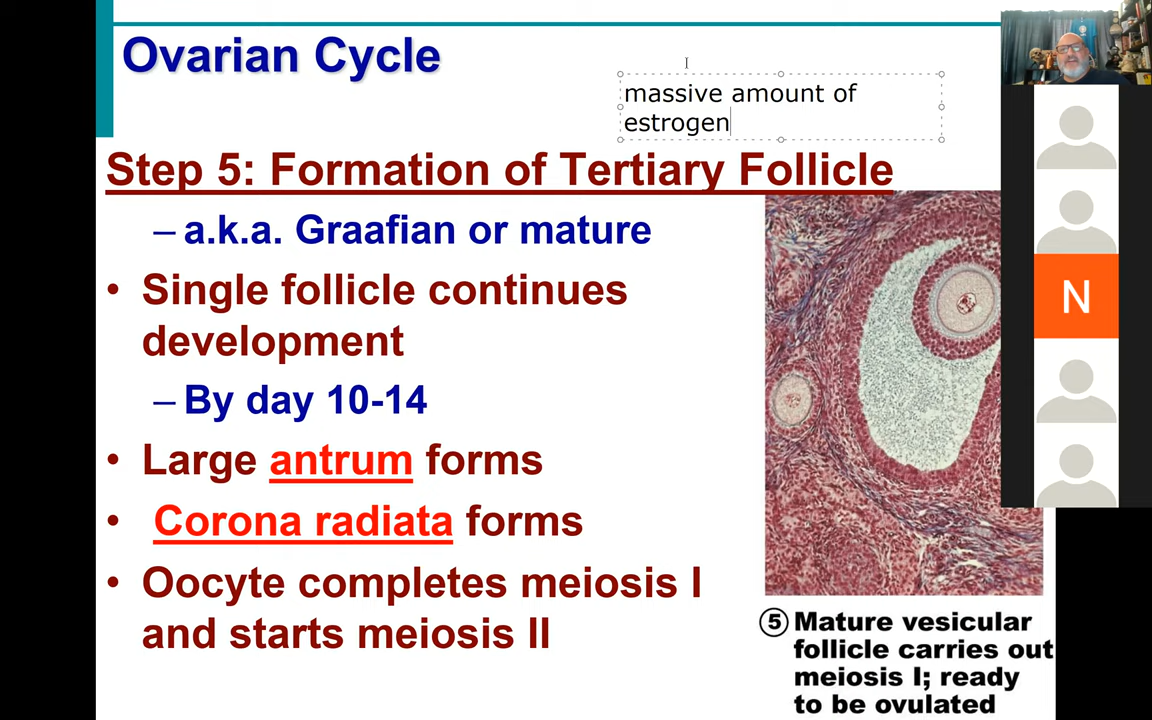 Ovarian Cycle
massive amount of
estrogen
Step 5: Formation of Tertiary Follicle
– a.k.a. Graafian or mature
• Single follicle continues
development
– By day 10-14
• Large antrum forms
• Corona radiata forms
• Oocyte completes meiosis I
and starts meiosis II
N
⑤ Mature vesicular
follicle carries out
meiosis I; ready
to be ovulated